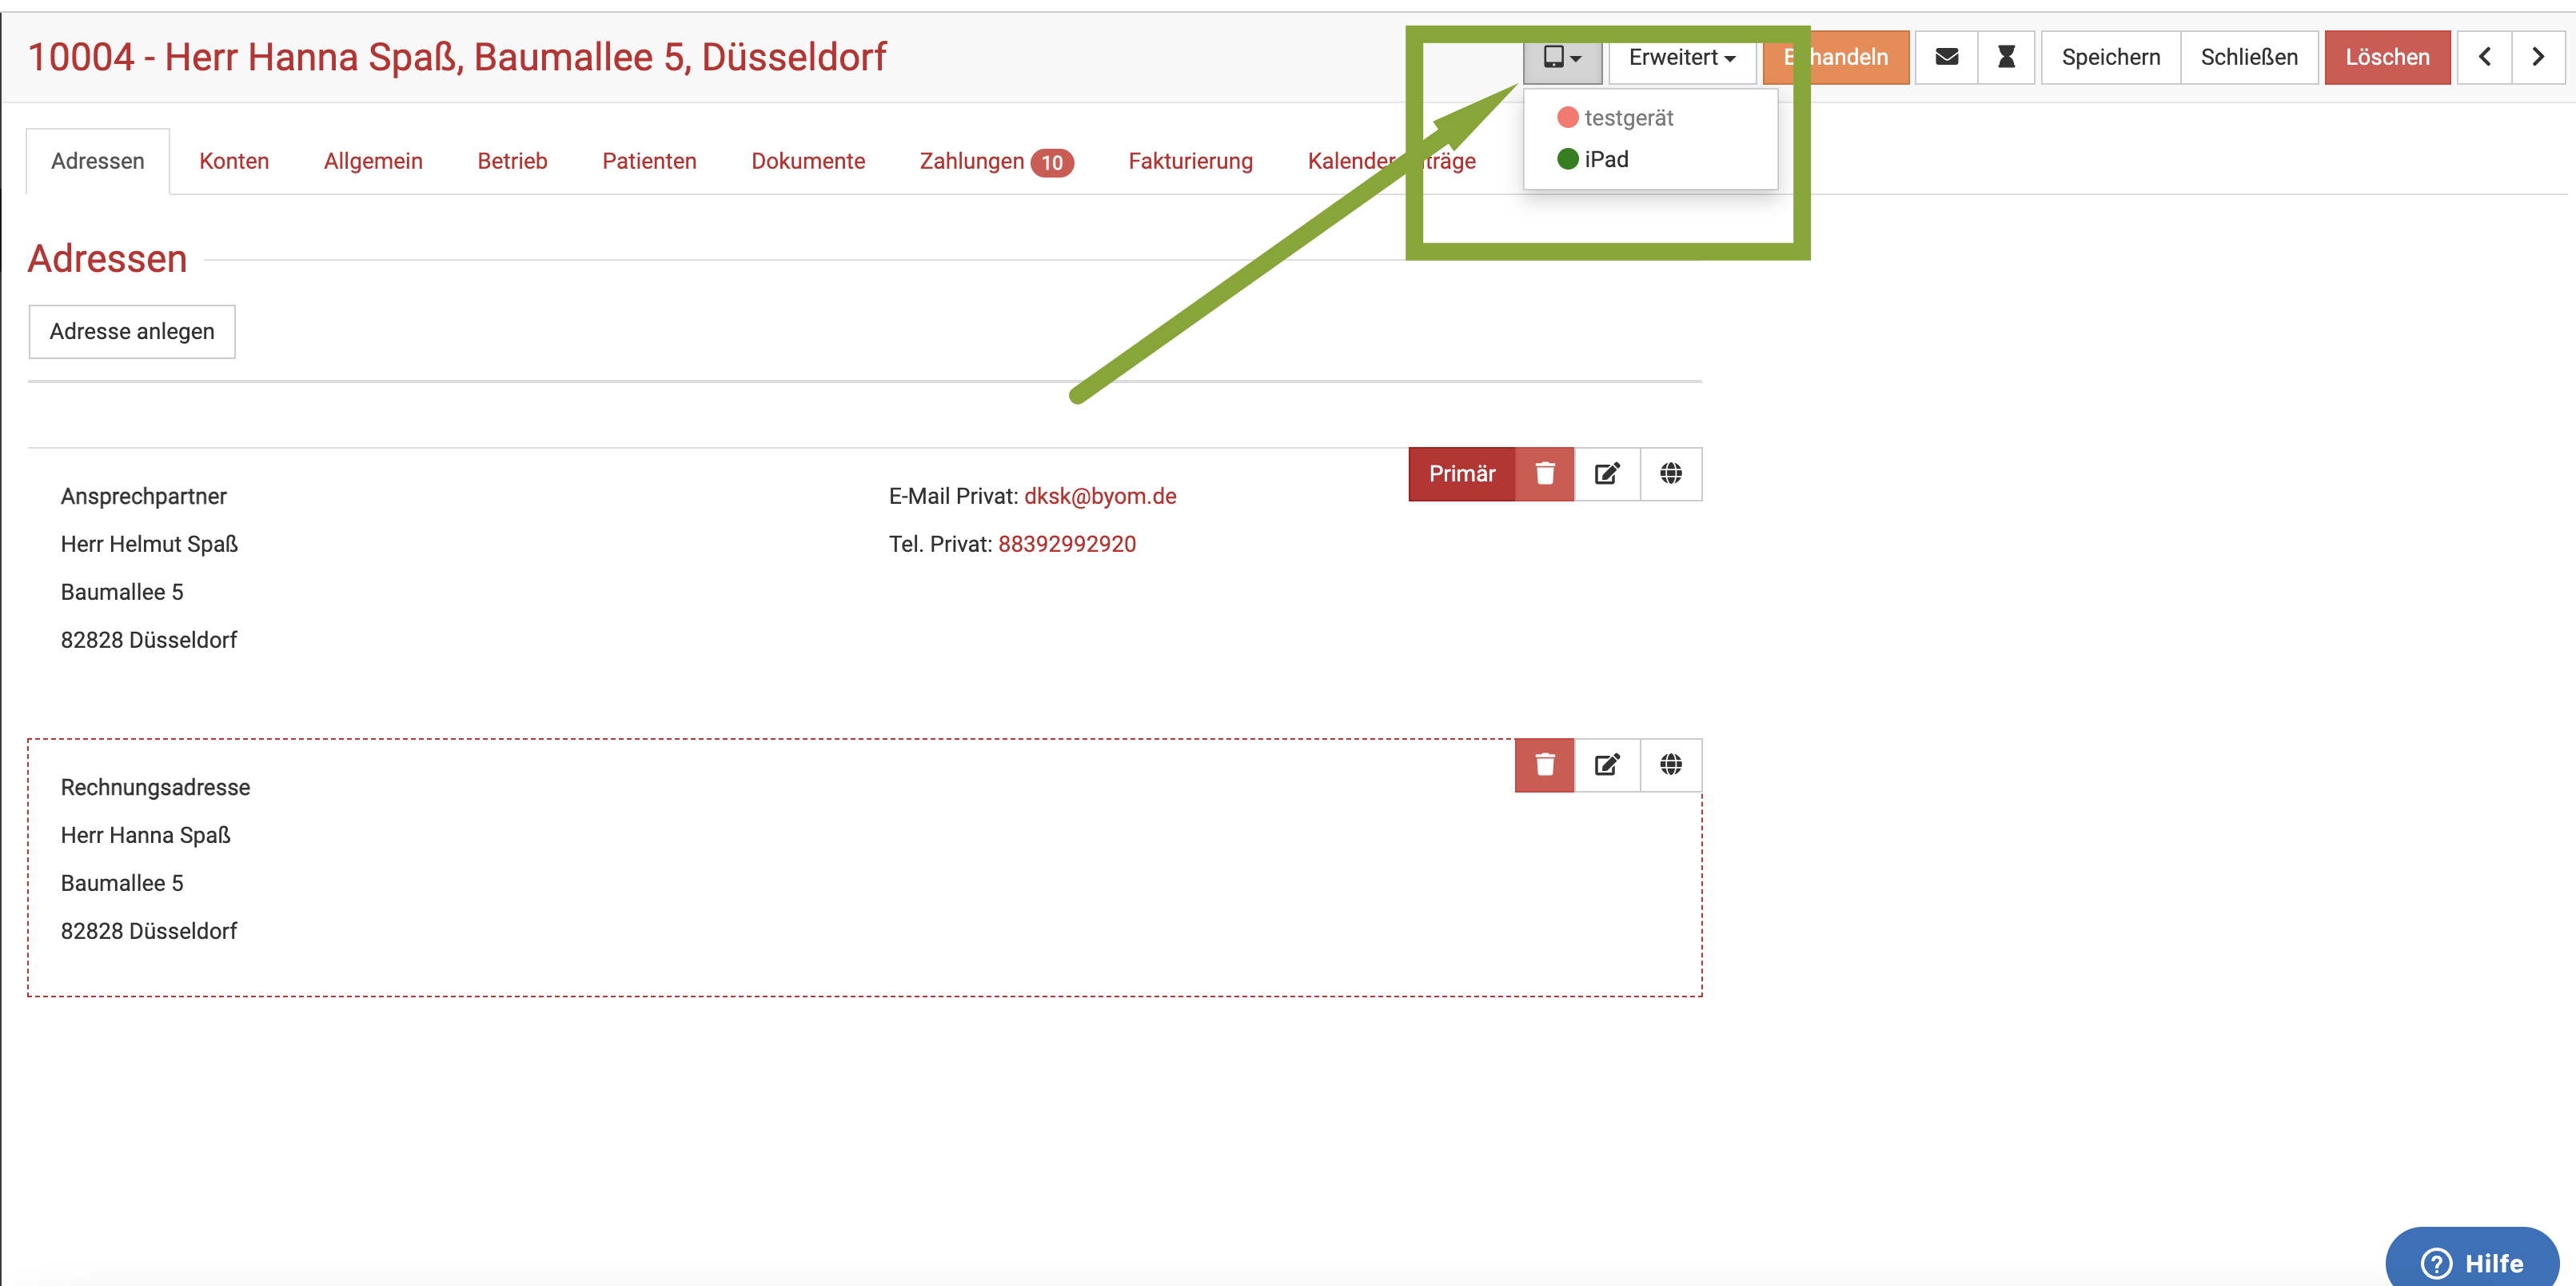 10004 - Herr Hanna Spaß, Baumallee 5, Düsseldorf
Erweitert
handeln
Speichern
Schließen
Löschen
testgerät
iPad
Adressen
Konten
Allgemein
Betrieb
Patienten
Dokumente
Zahlungen 10
Fakturierung
Kalender träge
Adressen
Adresse anlegen
Primär
Ansprechpartner
Herr Helmut Spaß
Baumallee 5
82828 Düsseldorf
E-Mail Privat: dksk@byom.de
Tel. Privat: 88392992920
Rechnungsadresse
Herr Hanna Spaß
Baumallee 5
82828 Düsseldorf
Hilfe